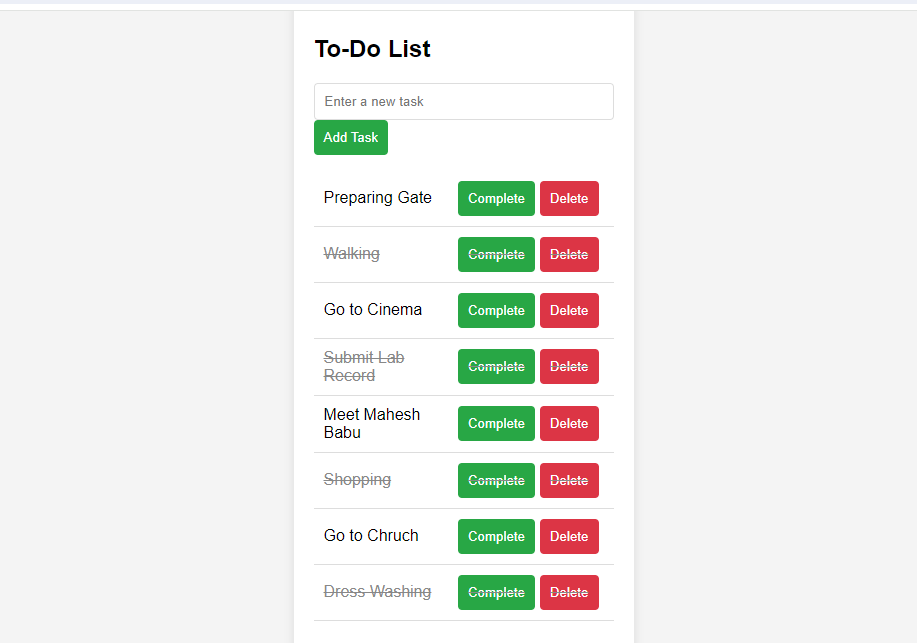 To-Do List
Enter a new task
Add Task
Preparing Gate Complete Delete
Walking Complete Delete
Go to Cinema Complete Delete
Submit Lab
Record Complete Delete
Meet Mahesh
Babu Complete Delete
Shopping Complete Delete
Go to Chruch Complete Delete
Dress Washing Complete Delete